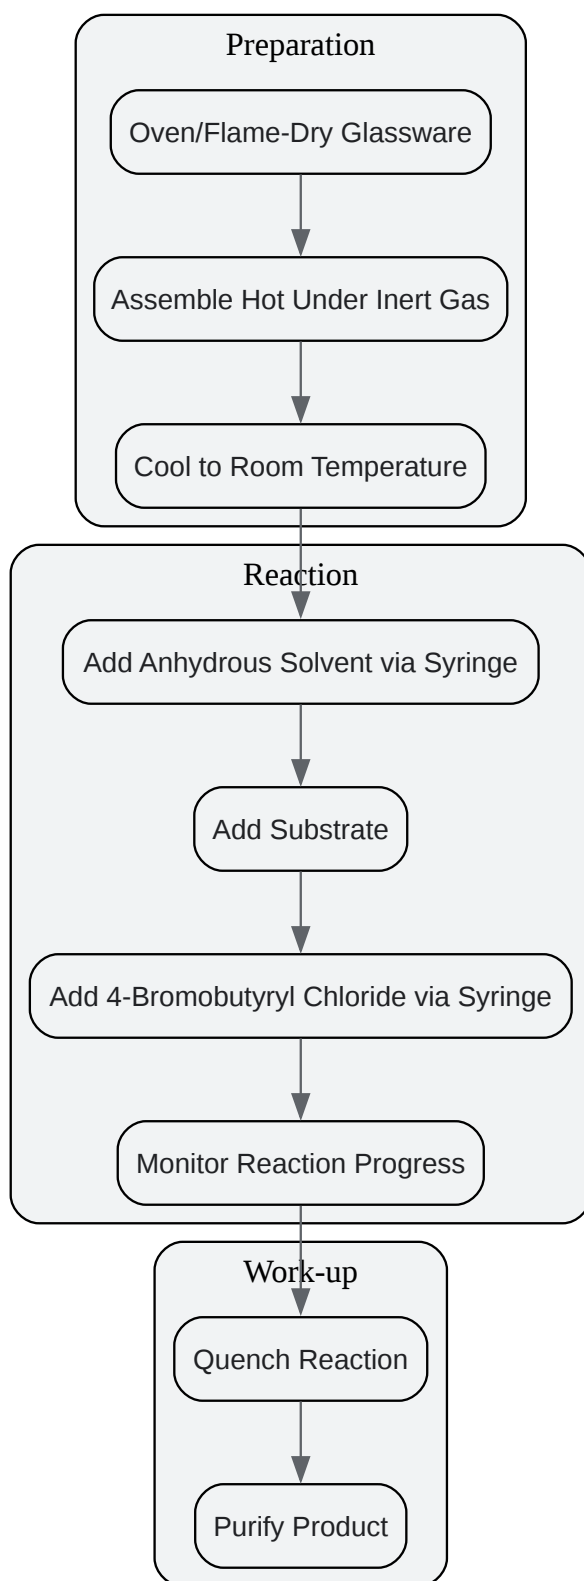 Preparation
Oven/Flame-Dry Glassware
Assemble Hot Under Inert Gas
Cool to Room Temperature
Reaction
Add Anhydrous Solvent via Syringe
Add Substrate
Add 4-Bromobutyryl Chloride via Syringe
Monitor Reaction Progress
Work-up
Quench Reaction
Purify Product